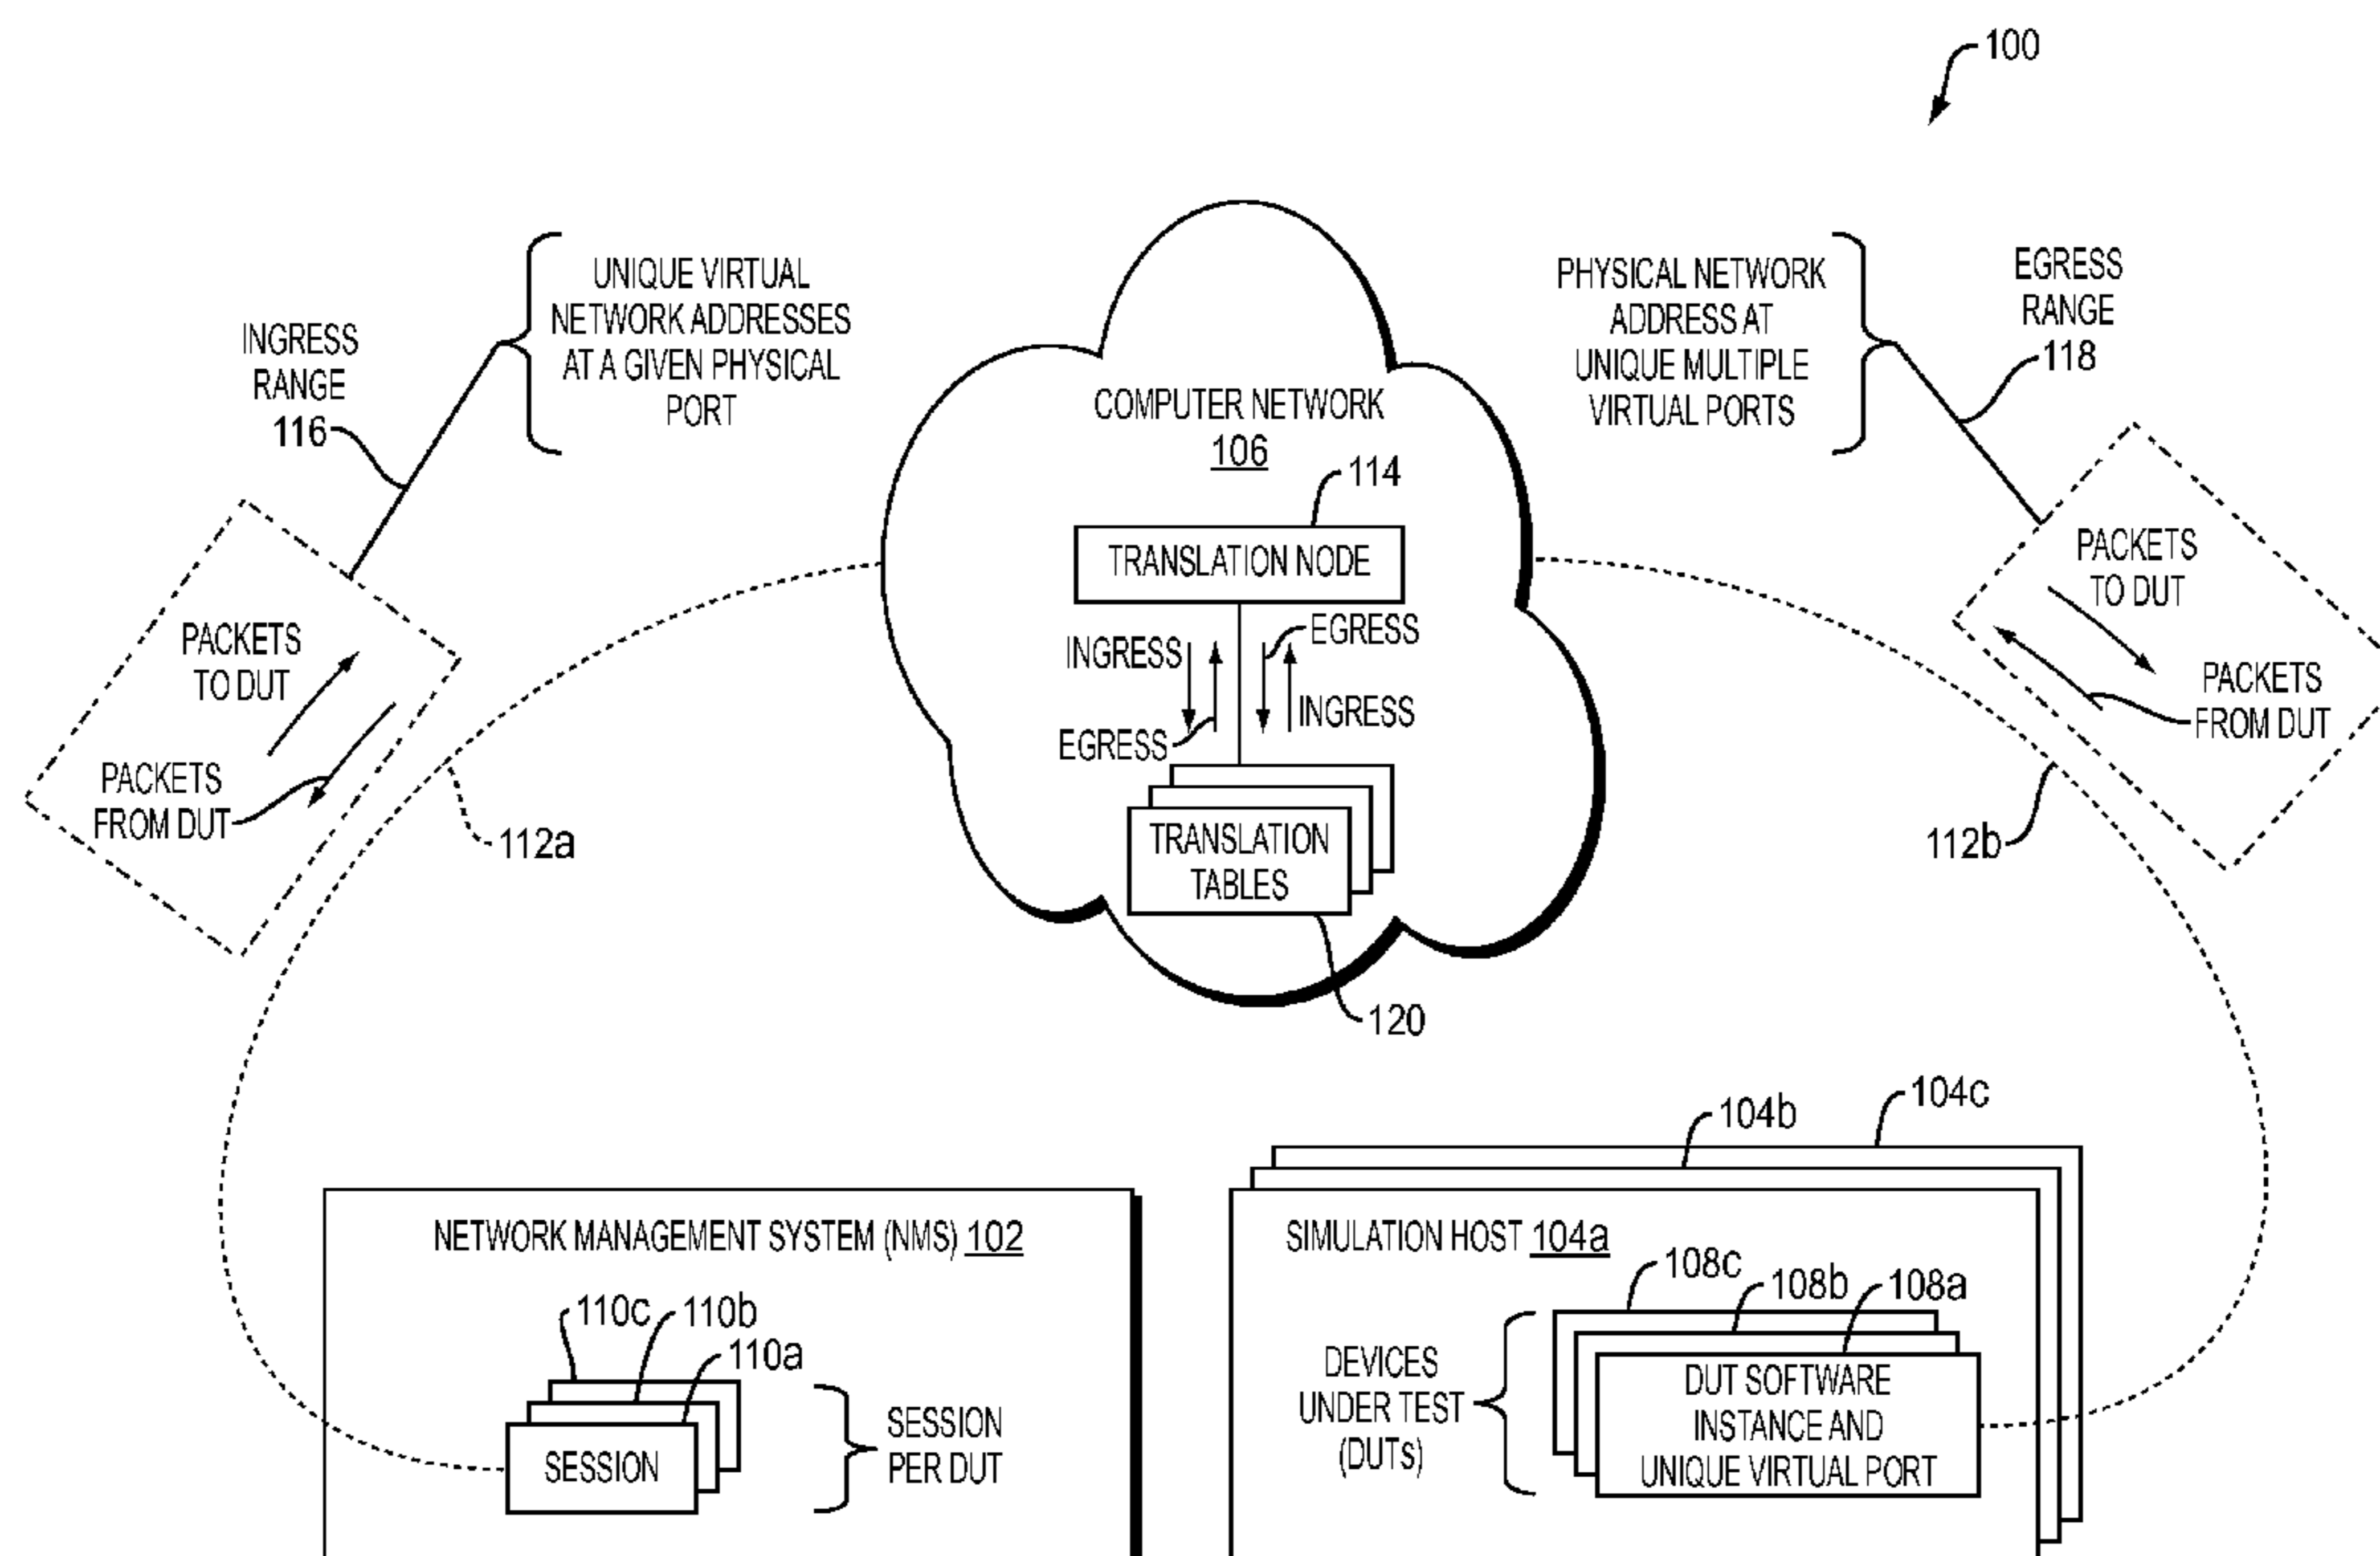 100
INGRESS
RANGE
116
UNIQUE VIRTUAL
NETWORK ADDRESSES
AT A GIVEN PHYSICAL
PORT
COMPUTER NETWORK
106
PHYSICAL NETWORK
ADDRESS AT
UNIQUE MULTIPLE
VIRTUAL PORTS
EGRESS
RANGE
118
114
TRANSLATION NODE
INGRESS
EGRESS
EGRESS
INGRESS
TRANSLATION
TABLES
120
PACKETS
TO DUT
PACKETS
FROM DUT
112a
PACKETS
TO DUT
PACKETS
FROM DUT
112b
NETWORK MANAGEMENT SYSTEM (NMS) 102
110c
110b
110a
SESSION
SESSION
PER DUT
104b
104c
SIMULATION HOST 104a
108c
108b
108a
DEVICES
UNDER TEST
(DUTs)
DUT SOFTWARE
INSTANCE AND
UNIQUE VIRTUAL PORT